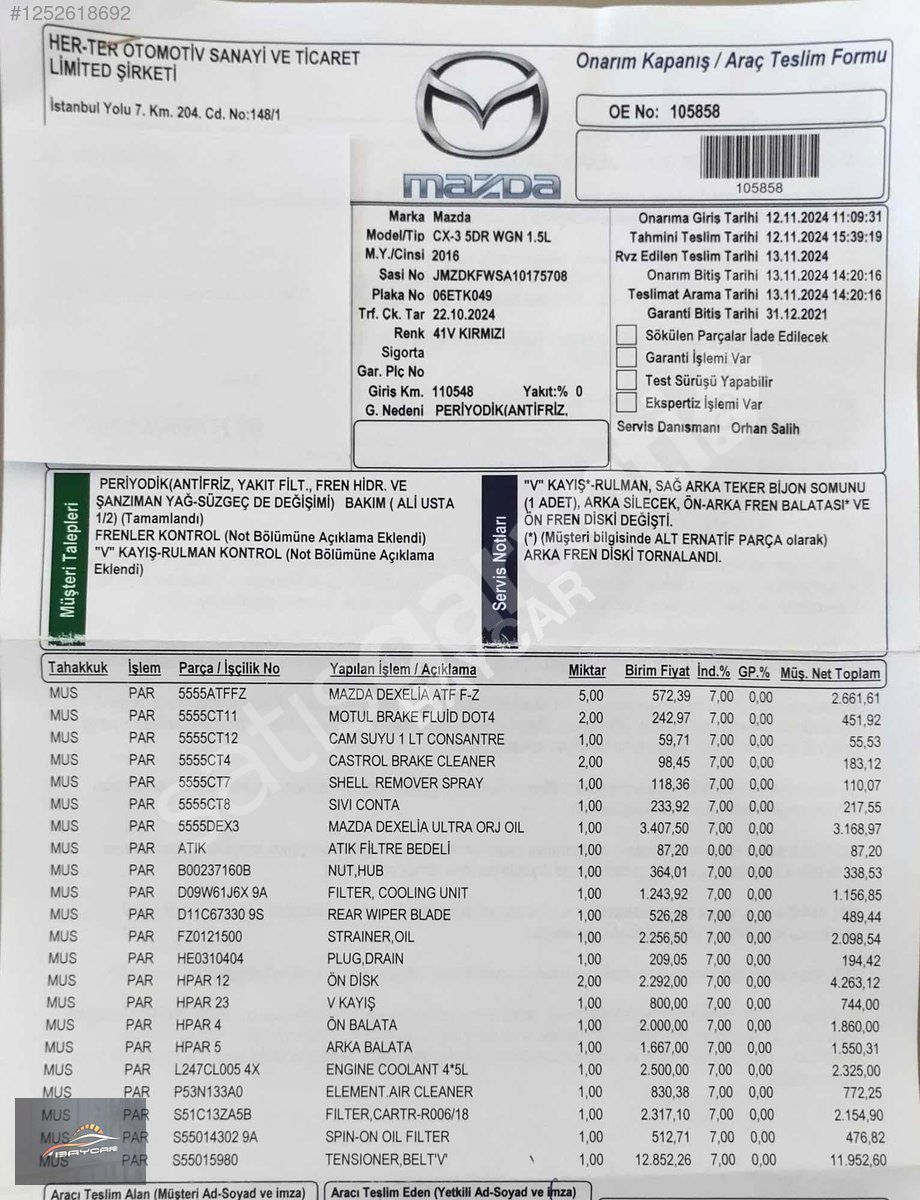 #1252618692
HER-TER OTOMOTİV SANAYİ VE TİCARET
LİMTED ŞİRKETİ
İstanbul Yolu 7. Km. 204. Cd. No:148/1
mazda
Onarım Kapanış / Araç Teslim Formu
OE No: 105858
105858
Marka Mazda
Model/Tip CX-3 5DR WGN 1.5L
M.Y./Cinsi 2016
Sasi No JMZDKFWSA10175708
Plaka No 06ETK049
Trf. Ck. Tar 22.10.2024
Renk 41V KIRMIZI
Sigorta
Gar. Plç No
Giriş Km. 110548 Yakıt:% 0
G. Nedeni PERİYODİK(ANTİFRİZ,
Onarıma Giriş Tarihi 12.11.2024 11:09:31
Tahmini Teslim Tarihi 12.11.2024 15:39:19
Rvz Edilen Teslim Tarihi 13.11.2024
Onarim Bitiş Tarihi 13.11.2024 14:20:16
Teslimat Arama Tarihi 13.11.2024 14:20:16
Garanti Bitis Tarihi 31.12.2021
Sökülen Parçalar İade Edilecek
Garanti İşlemi Var
Test Sürüşü Yapabilir
Ekspertiz İşlemi Var
Servis Danismanı Orhan Salih
Müşteri Talepleri
PERİYODİK(ANTİFRİZ, YAKIT FİLT., FREN HİDR. VE
ŞANZIMAN YAĞ-SÜZGEÇ DE DEĞİŞİMİ) BAKIM ( ALİ USTA
1/2) (Tamamlandı)
FRENLER KONTROL (Not Bölümüne Açıklama Eklendi)
"V" KAYIŞ-RULMAN KONTROL (Not Bölümüne Açıklama
Eklendi)
Servis Notları
"V" KAYIŞ*-RULMAN, SAĞ ARKA TEKER BİJON SOMUNU
(1 ADET), ARKA SİLECEK, ÖN-ARKA FREN BALATASI* VE
ÖN FREN DİSKİ DEĞİŞTİ.
(*) (Müşteri bilgisinde ALT ERNATİF PARÇA olarak)
ARKA FREN DİSKİ TORNALANDI.
Tahakkuk İşlem Parça / İşçilik No Yapılan İşlem / Açıklama Miktar Birim Fiyat İnd.% GP.% Müş. Net Toplam
MUS PAR 5555ATFFZ MAZDA DEXELİA ATF F-Z 5,00 572,39 7,00 0,00 2.661,61
MUS PAR 5555CT11 MOTUL BRAKE FLUİD DOT4 2,00 242,97 7,00 0,00 451,92
MUS PAR 5555CT12 CAM SUYU 1 LT CONSANTRE 1,00 59,71 7,00 0,00 55,53
MUS PAR 5555CT4 CASTROL BRAKE CLEANER 2,00 98,45 7,00 0,00 183,12
MUS PAR 5555CT7 SHELL REMOVER SPRAY 1,00 118,36 7,00 0,00 110,07
MUS PAR 5555CT8 SIVI CONTA 1,00 233,92 7,00 0,00 217,55
MUS PAR 5555DEX3 MAZDA DEXELIA ULTRA ORJ OIL 1,00 3.407,50 7,00 0,00 3.168,97
MUS PAR ATIK ATIK FİLTRE BEDELİ 1,00 87,20 0,00 0,00 87,20
MUS PAR B00237160B NUT,HUB 1,00 364,01 7,00 0,00 338,53
MUS PAR D09W61J6X 9A FILTER, COOLING UNIT 1,00 1.243,92 7,00 0,00 1.156,85
MUS PAR D11C67330 9S REAR WIPER BLADE 1,00 526,28 7,00 0,00 489,44
MUS PAR FZ0121500 STRAINER,OIL 1,00 2.256,50 7,00 0,00 2.098,54
MUS PAR HE0310404 PLUG,DRAIN 1,00 209,05 7,00 0,00 194,42
MUS PAR HPAR 12 ÖN DİSK 2,00 2.292,00 7,00 0,00 4.263,12
MUS PAR HPAR 23 V KAYIŞ 1,00 800,00 7,00 0,00 744,00
MUS PAR HPAR 4 ÖN BALATA 1,00 2.000,00 7,00 0,00 1.860,00
MUS PAR HPAR 5 ARKA BALATA 1,00 1.667,00 7,00 0,00 1.550,31
MUS PAR L247CL005 4X ENGINE COOLANT 4*5L 1,00 2.500,00 7,00 0,00 2.325,00
MUS PAR P53N133A0 ELEMENT.AIR CLEANER 1,00 830,38 7,00 0,00 772,25
MUS PAR S51C13ZA5B FILTER,CARTR-R006/18 1,00 2.317,10 7,00 0,00 2.154,90
MUS PAR S55014302 9A SPIN-ON OIL FILTER 1,00 512,71 7,00 0,00 476,82
MUS PAR S55015980 TENSIONER,BELT'V' 1,00 12.852,26 7,00 0,00 11.952,60
Aracı Teslim Alan (Müşteri Ad-Soyad ve imza) Aracı Teslim Eden (Yetkili Ad-Soyad ve imza)
BAYCAR